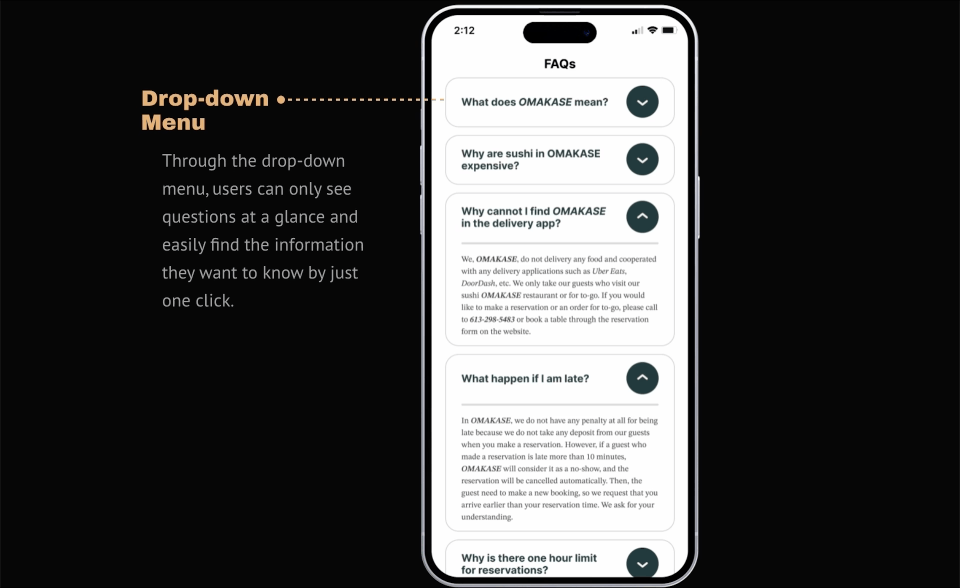 2:12
FAQs
Drop-down
Menu
Through the drop-down
menu, users can only see
questions at a glance and
easily find the information
they want to know by just
one click.
What does OMAKASE mean?
Why are sushi in OMAKASE
expensive?
Why cannot I find OMAKASE
in the delivery app?
We, OMAKASE, do not delivery any food and cooperated
with any delivery applications such as Uber Eats,
DoorDash, etc. We only take our guests who visit our
sushi OMAKASE restaurant or for to-go. If you would
like to make a reservation or an order for to-go, please call
to 613-298-5483 or book a table through the reservation
form on the website.
What happen if I am late?
In OMAKASE, we do not have any penalty at all for being
late because we do not take any deposit from our guests
when you make a reservation. However, if a guest who
made a reservation is late more than 10 minutes,
OMAKASE will consider it as a no-show, and the
reservation will be cancelled automatically. Then, the
guest need to make a new booking, so we request that you
arrive earlier than your reservation time. We ask for your
understanding.
Why is there one hour limit
for reservations?